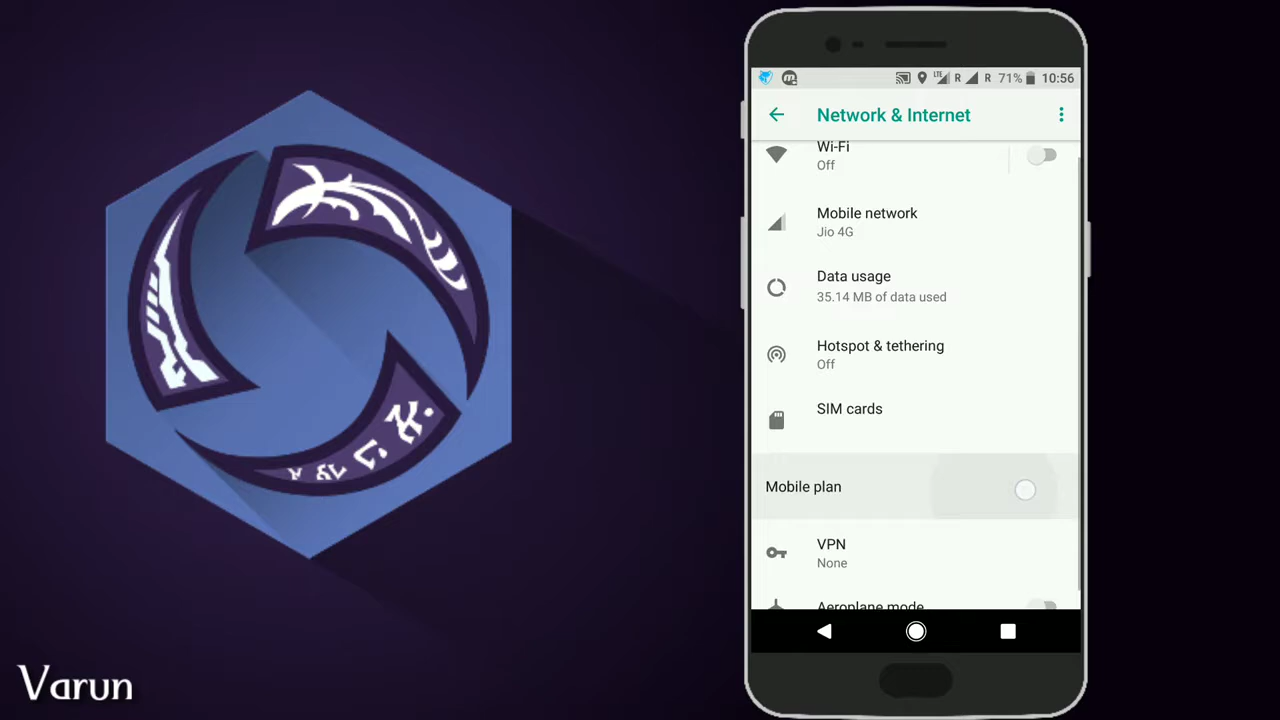 LTE R R 71% 10:56
Network & Internet
Wi-Fi
Off
Mobile network
Jio 4G
Data usage
35.14 MB of data used
Hotspot & tethering
Off
SIM cards
Mobile plan
VPN
None
Aeroplane mode
Varun